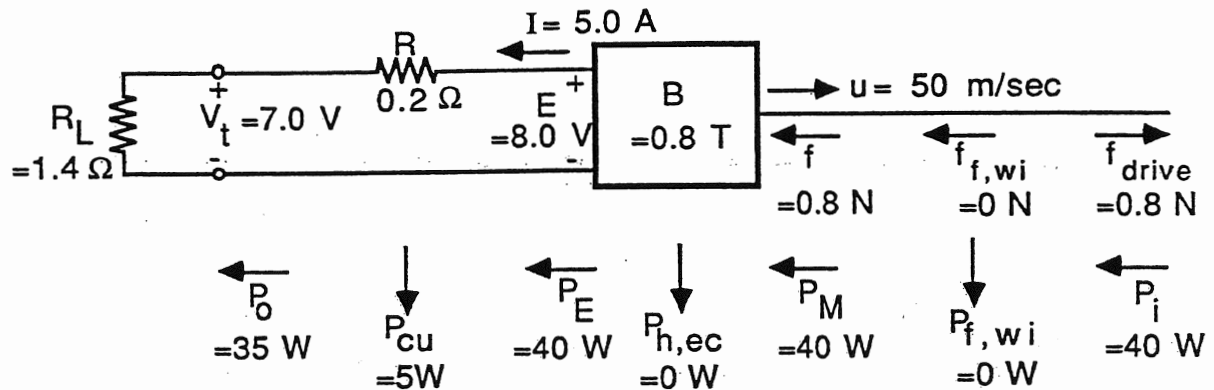 I= 5.0 A
R
0.2 Ω
R_L
=1.4 Ω
+
V_t =7.0 V
-
E
=8.0 V
+
-
B
=0.8 T
u= 50 m/sec
f
=0.8 N
f_f,wi
=0 N
f_drive
=0.8 N
P_o
=35 W
P_cu
=5W
P_E
=40 W
P_h,ec
=0 W
P_M
=40 W
P_f,wi
=0 W
P_i
=40 W